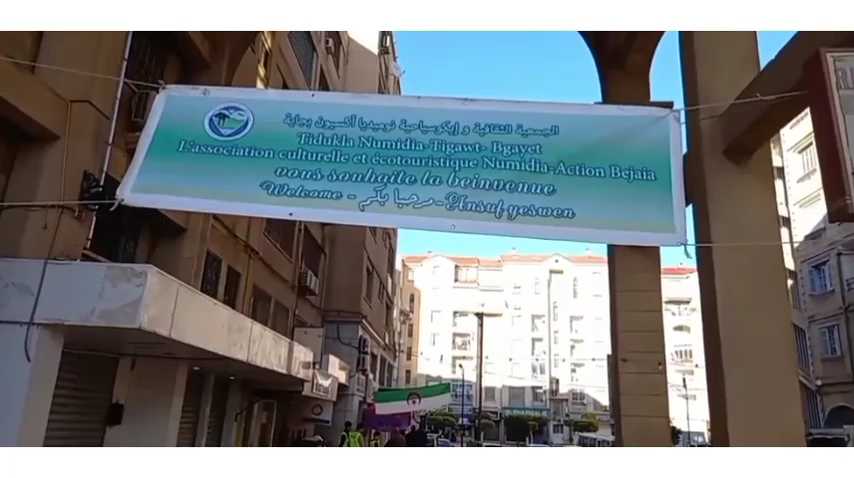 الجمعية الثقافية و إيكوسياحية نوميديا أكسيون بجاية
Tidukla Numidia-Tigawt- Bgayet
L'association culturelle et écotouristique Numidia-Action Bejaia
vous souhaite la beinvenue
Welcome - مرحبا بكم - Ansuf yeswen